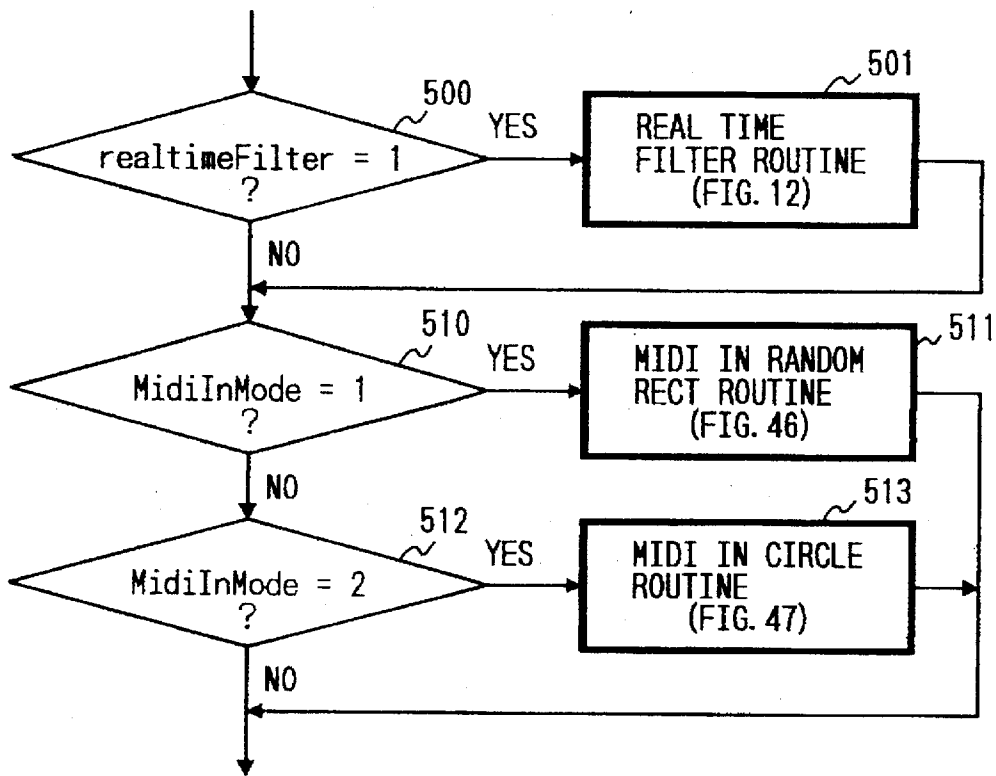 500
realtimeFilter = 1
?
YES
501
REAL TIME
FILTER ROUTINE
(FIG. 12)
NO
510
MidiInMode = 1
?
YES
511
MIDI IN RANDOM
RECT ROUTINE
(FIG. 46)
NO
512
MidiInMode = 2
?
YES
513
MIDI IN CIRCLE
ROUTINE
(FIG. 47)
NO